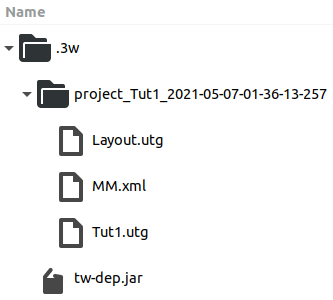 Name
.3w
project_Tut1_2021-05-07-01-36-13-257
Layout.utg
MM.xml
Tut1.utg
tw-dep.jar